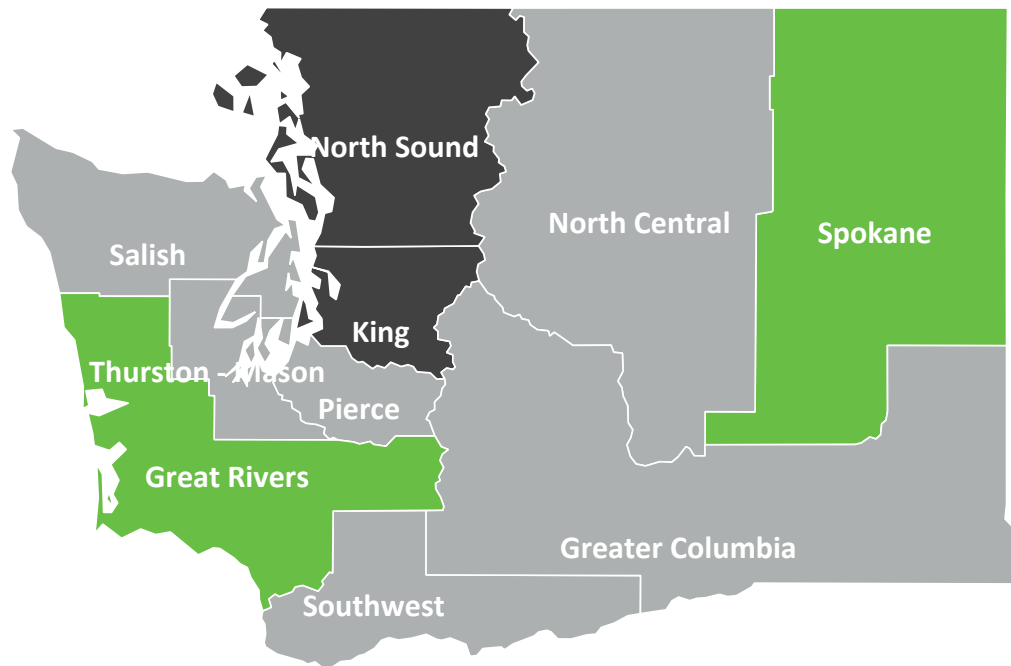 North Sound
North Central
Spokane
Salish
King
Thurston - Mason
Pierce
Great Rivers
Greater Columbia
Southwest